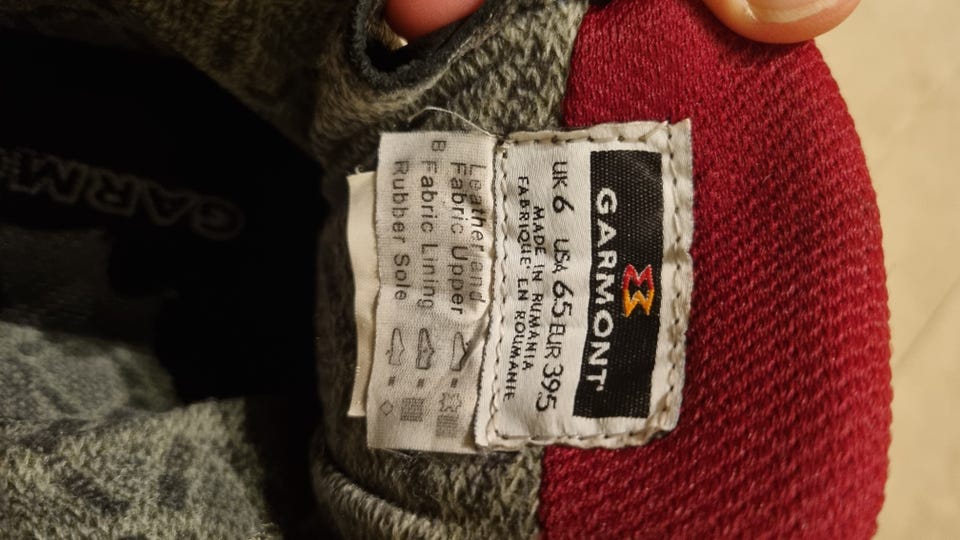 GARMONT
UK 6 USA 6.5 EUR 39.5
MADE IN RUMANIA
FABRIQUE' EN ROUMANIE
Leather and
Fabric Upper
B Fabric Lining
Rubber Sole
GARM